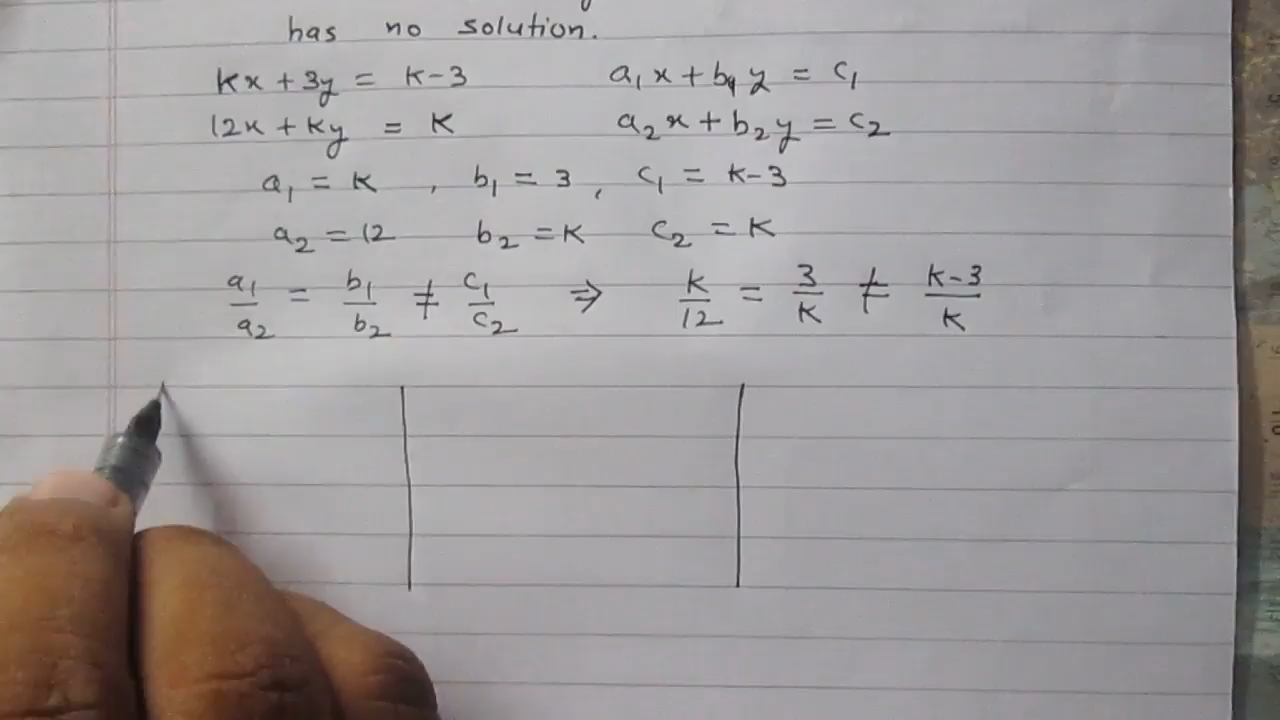 has no solution.
kx + 3y = k-3 a₁x + b₁y = c₁
12x + ky = k a₂x + b₂y = c₂
a₁ = k , b₁ = 3 , c₁ = k-3
a₂ = 12 b₂ = k c₂ = k
a₁/a₂ = b₁/b₂ ≠ c₁/c₂ ⇒ k/12 = 3/k ≠ k-3/k